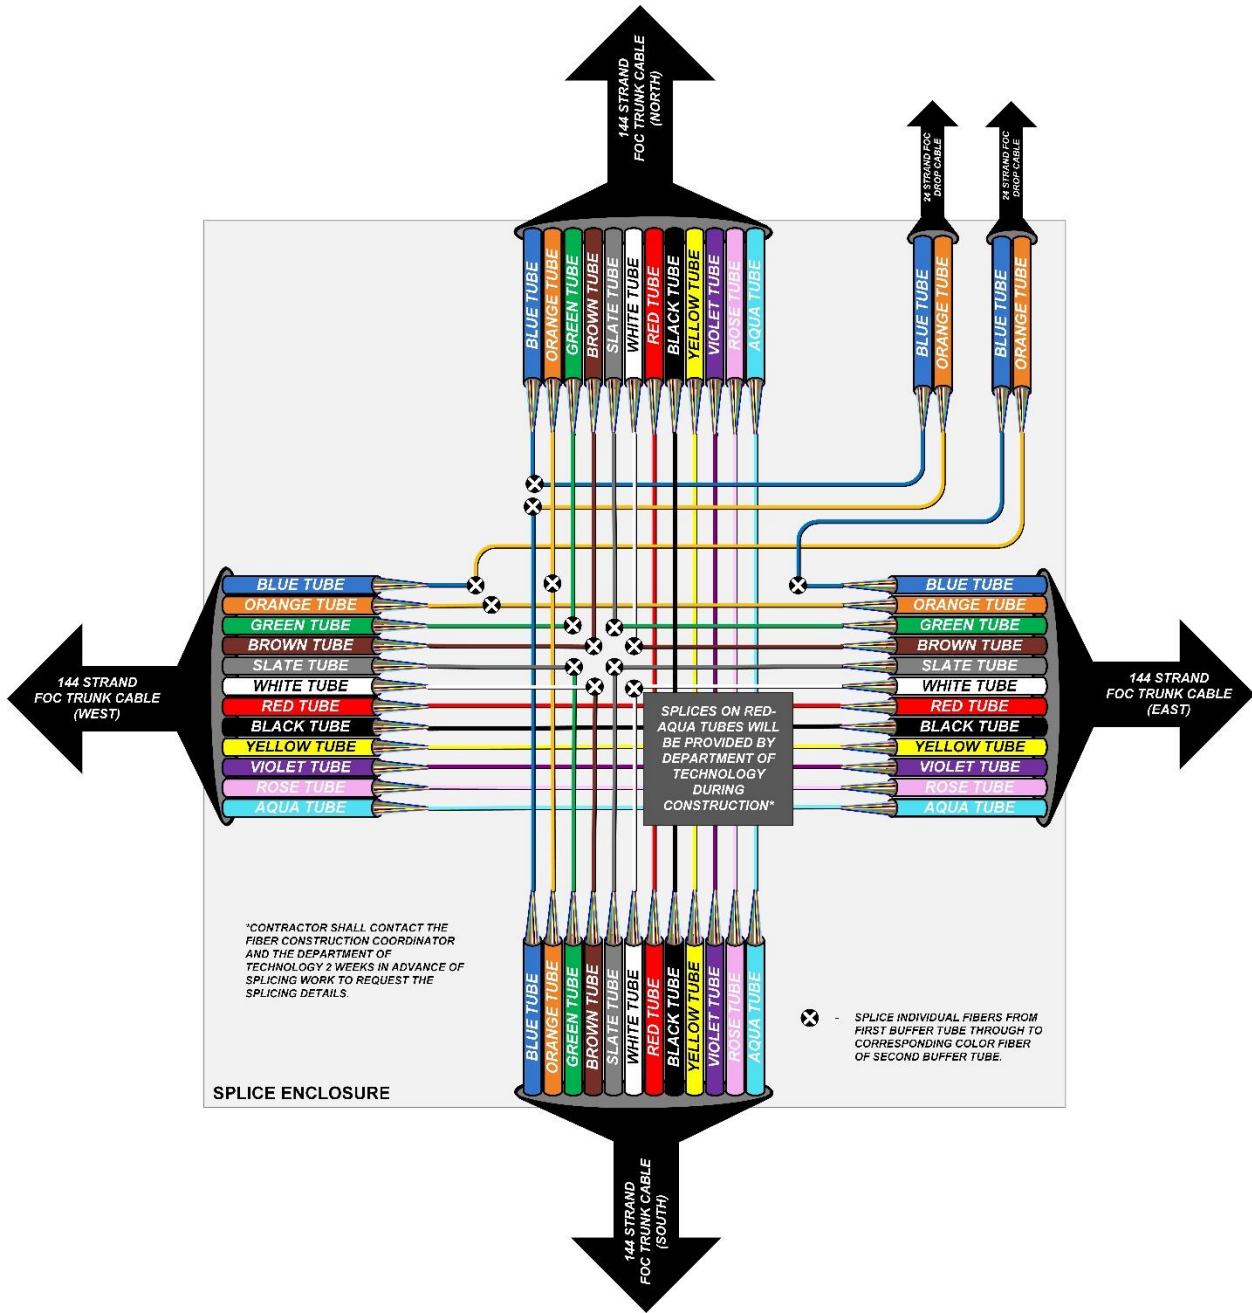 144 STRAND
FOC TRUNK CABLE
(NORTH)
24 STRAND FOC
DROP CABLE
24 STRAND FOC
DROP CABLE
BLUE TUBE
ORANGE TUBE
GREEN TUBE
BROWN TUBE
SLATE TUBE
WHITE TUBE
RED TUBE
BLACK TUBE
YELLOW TUBE
VIOLET TUBE
ROSE TUBE
AQUA TUBE
BLUE TUBE
ORANGE TUBE
BLUE TUBE
ORANGE TUBE
144 STRAND
FOC TRUNK CABLE
(WEST)
BLUE TUBE
ORANGE TUBE
GREEN TUBE
BROWN TUBE
SLATE TUBE
WHITE TUBE
RED TUBE
BLACK TUBE
YELLOW TUBE
VIOLET TUBE
ROSE TUBE
AQUA TUBE
SPLICES ON RED-
AQUA TUBES WILL
BE PROVIDED BY
DEPARTMENT OF
TECHNOLOGY
DURING
CONSTRUCTION*
BLUE TUBE
ORANGE TUBE
GREEN TUBE
BROWN TUBE
SLATE TUBE
WHITE TUBE
RED TUBE
BLACK TUBE
YELLOW TUBE
VIOLET TUBE
ROSE TUBE
AQUA TUBE
144 STRAND
FOC TRUNK CABLE
(EAST)
*CONTRACTOR SHALL CONTACT THE
FIBER CONSTRUCTION COORDINATOR
AND THE DEPARTMENT OF
TECHNOLOGY 2 WEEKS IN ADVANCE OF
SPLICING WORK TO REQUEST THE
SPLICING DETAILS.
BLUE TUBE
ORANGE TUBE
GREEN TUBE
BROWN TUBE
SLATE TUBE
WHITE TUBE
RED TUBE
BLACK TUBE
YELLOW TUBE
VIOLET TUBE
ROSE TUBE
AQUA TUBE
- SPLICE INDIVIDUAL FIBERS FROM
FIRST BUFFER TUBE THROUGH TO
CORRESPONDING COLOR FIBER
OF SECOND BUFFER TUBE.
SPLICE ENCLOSURE
144 STRAND
FOC TRUNK CABLE
(SOUTH)